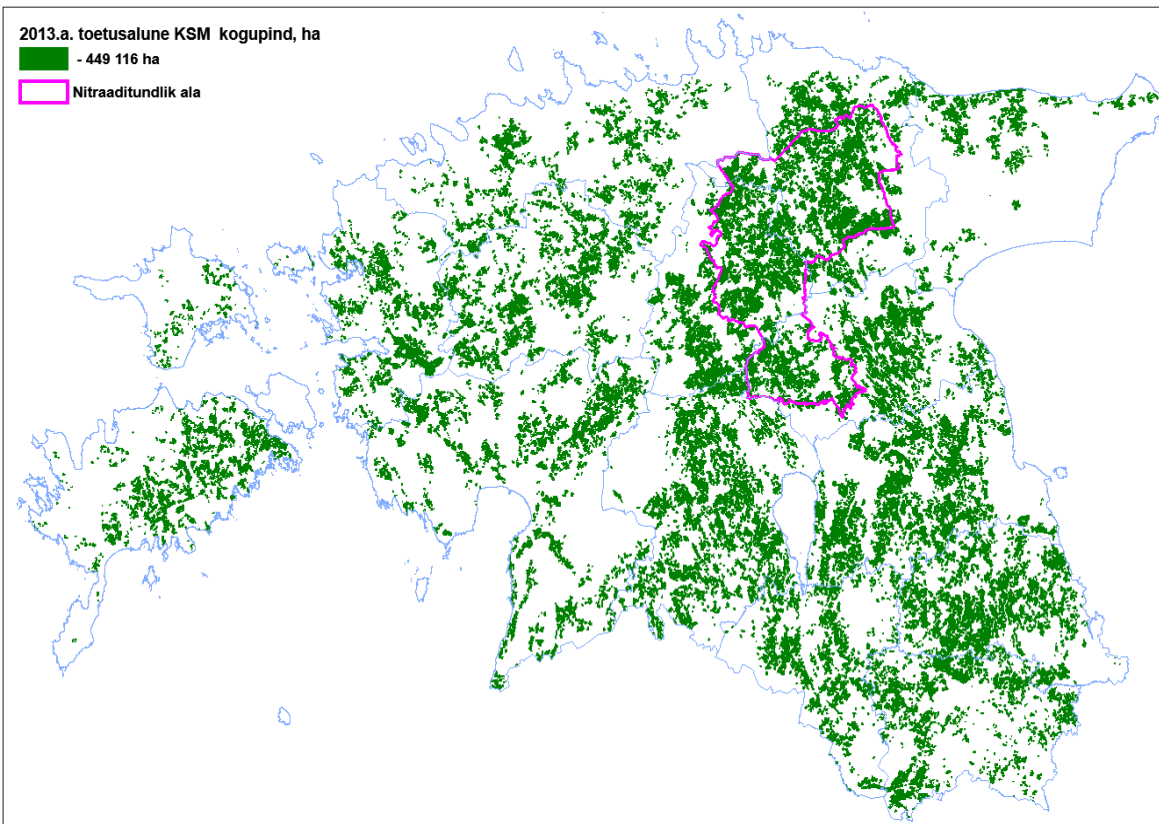 2013.a. toetusalune KSM kogupind, ha
- 449 116 ha
Nitraaditundlik ala